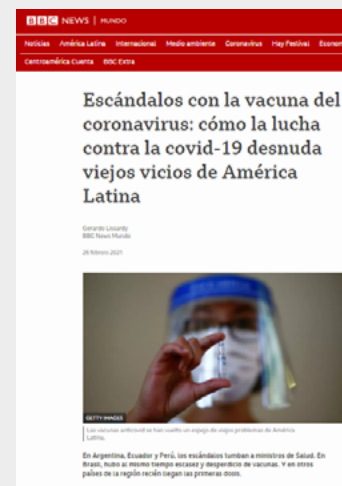 BBC NEWS | MUNDO
Noticias América Latina Internacional Medio ambiente Coronavirus Hay Festival Econom
Centroamérica Cuenta BBC Extra
Escándalos con la vacuna del
coronavirus: cómo la lucha
contra la covid-19 desnuda
viejos vicios de América
Latina
Gerardo Lissardy
BBC News Mundo
26 febrero 2021
GETTY IMAGES
Las vacunas anticovid se han vuelto un espejo de viejos problemas de América
Latina.
En Argentina, Ecuador y Perú, los escándalos tumban a ministros de Salud. En
Brasil, hubo al mismo tiempo escasez y desperdicio de vacunas. Y en otros
países de la región recién llegan las primeras dosis.